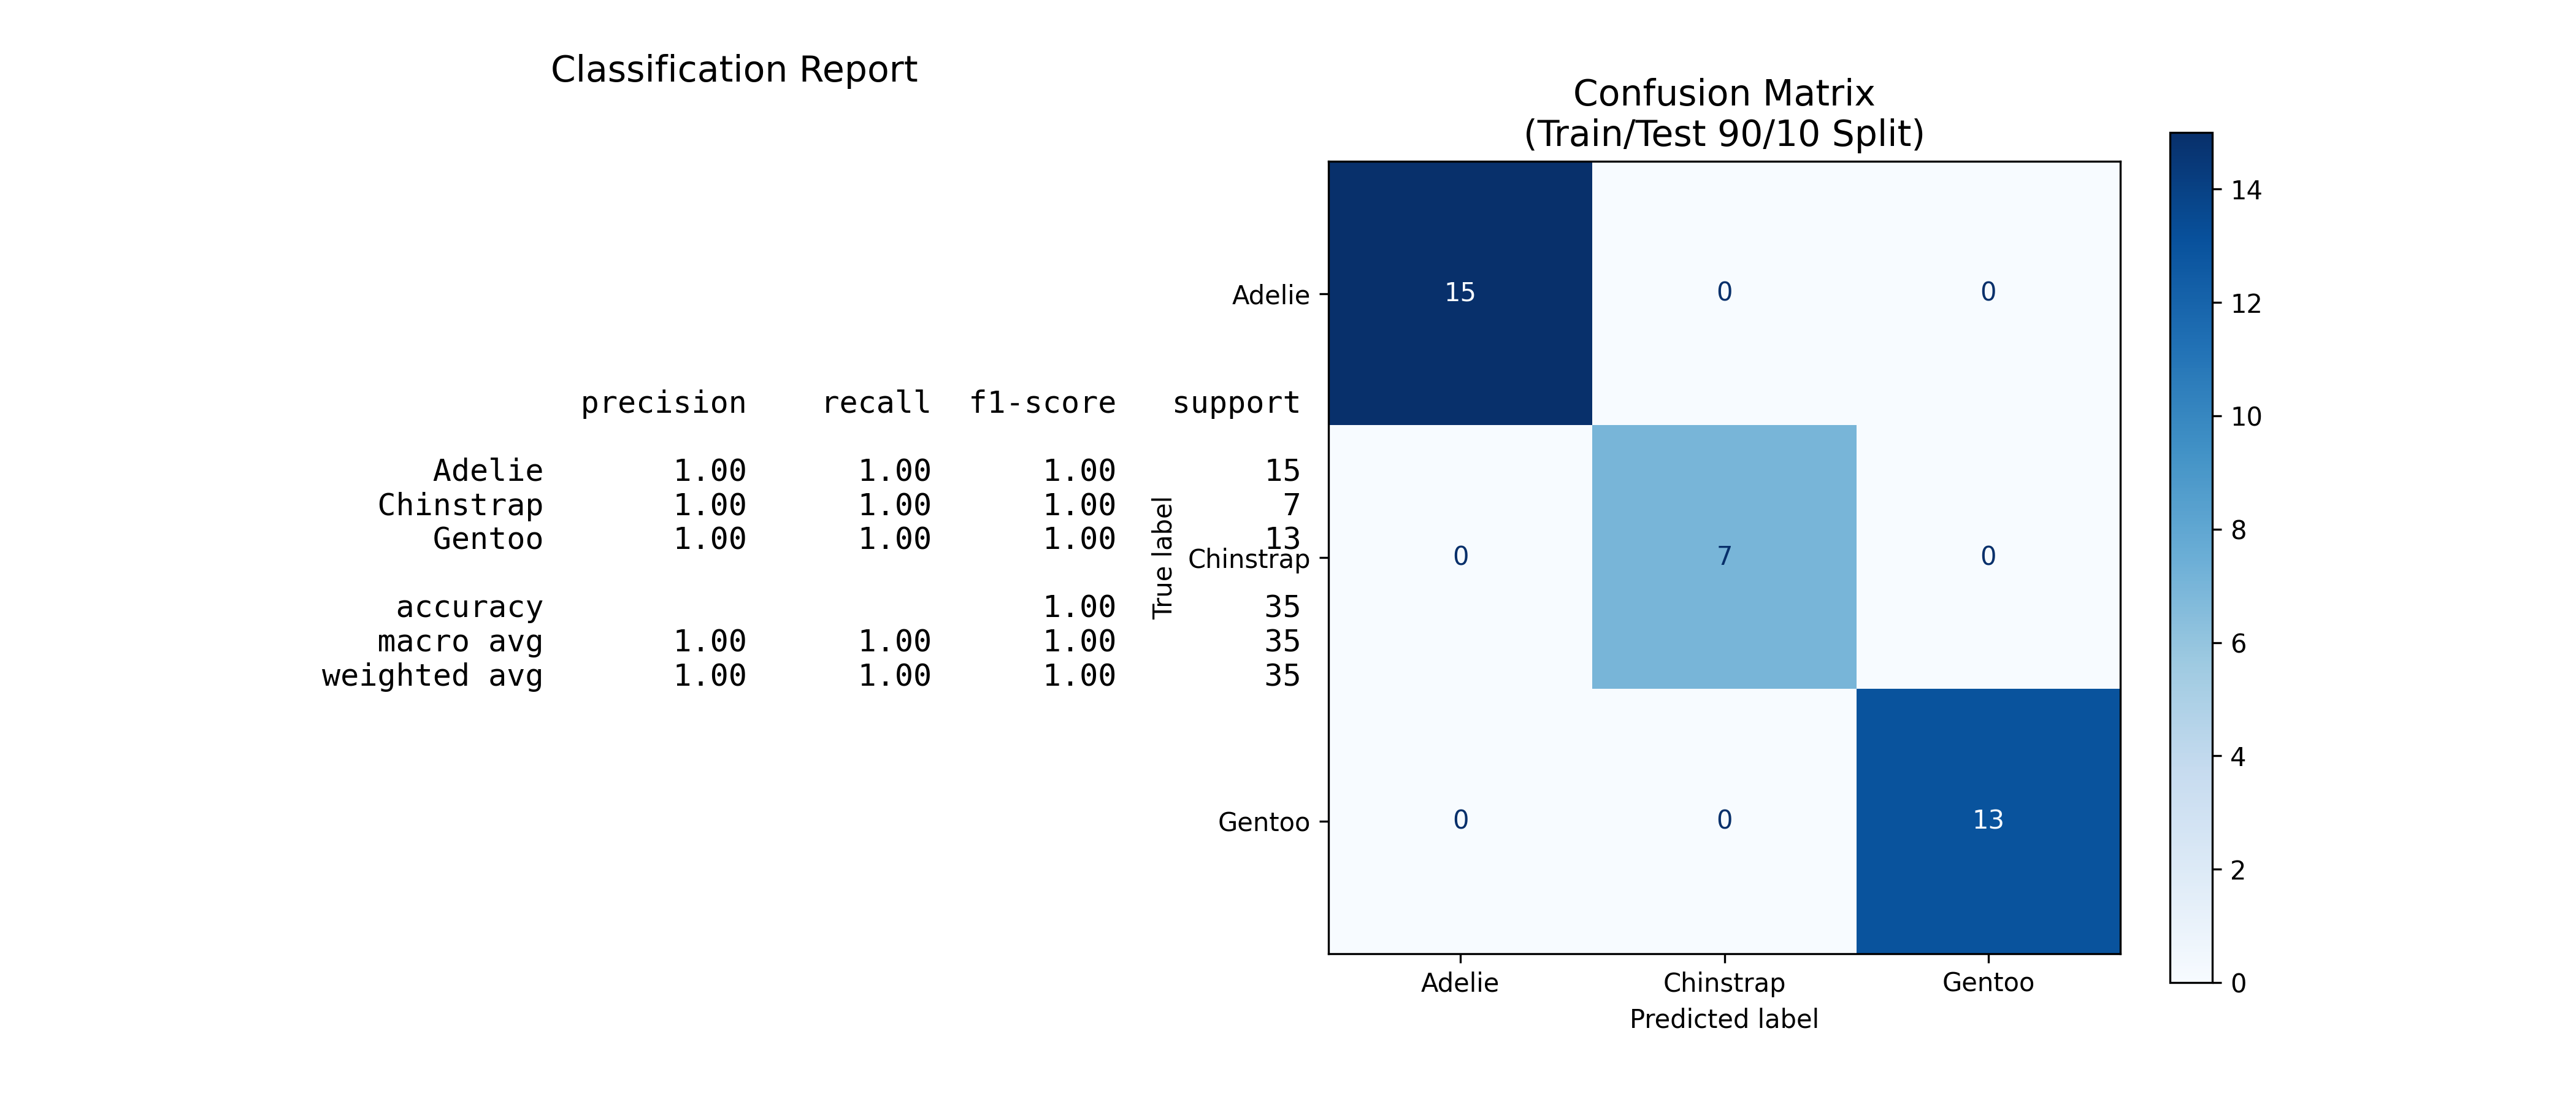 Classification Report
precision recall f1-score support
Adelie 1.00 1.00 1.00 15
Chinstrap 1.00 1.00 1.00 7
Gentoo 1.00 1.00 1.00 13
accuracy 1.00 35
macro avg 1.00 1.00 1.00 35
weighted avg 1.00 1.00 1.00 35
Confusion Matrix
(Train/Test 90/10 Split)
True label
Adelie 15 0 0
Chinstrap 0 7 0
Gentoo 0 0 13
Adelie Chinstrap Gentoo
Predicted label
14
12
10
8
6
4
2
0